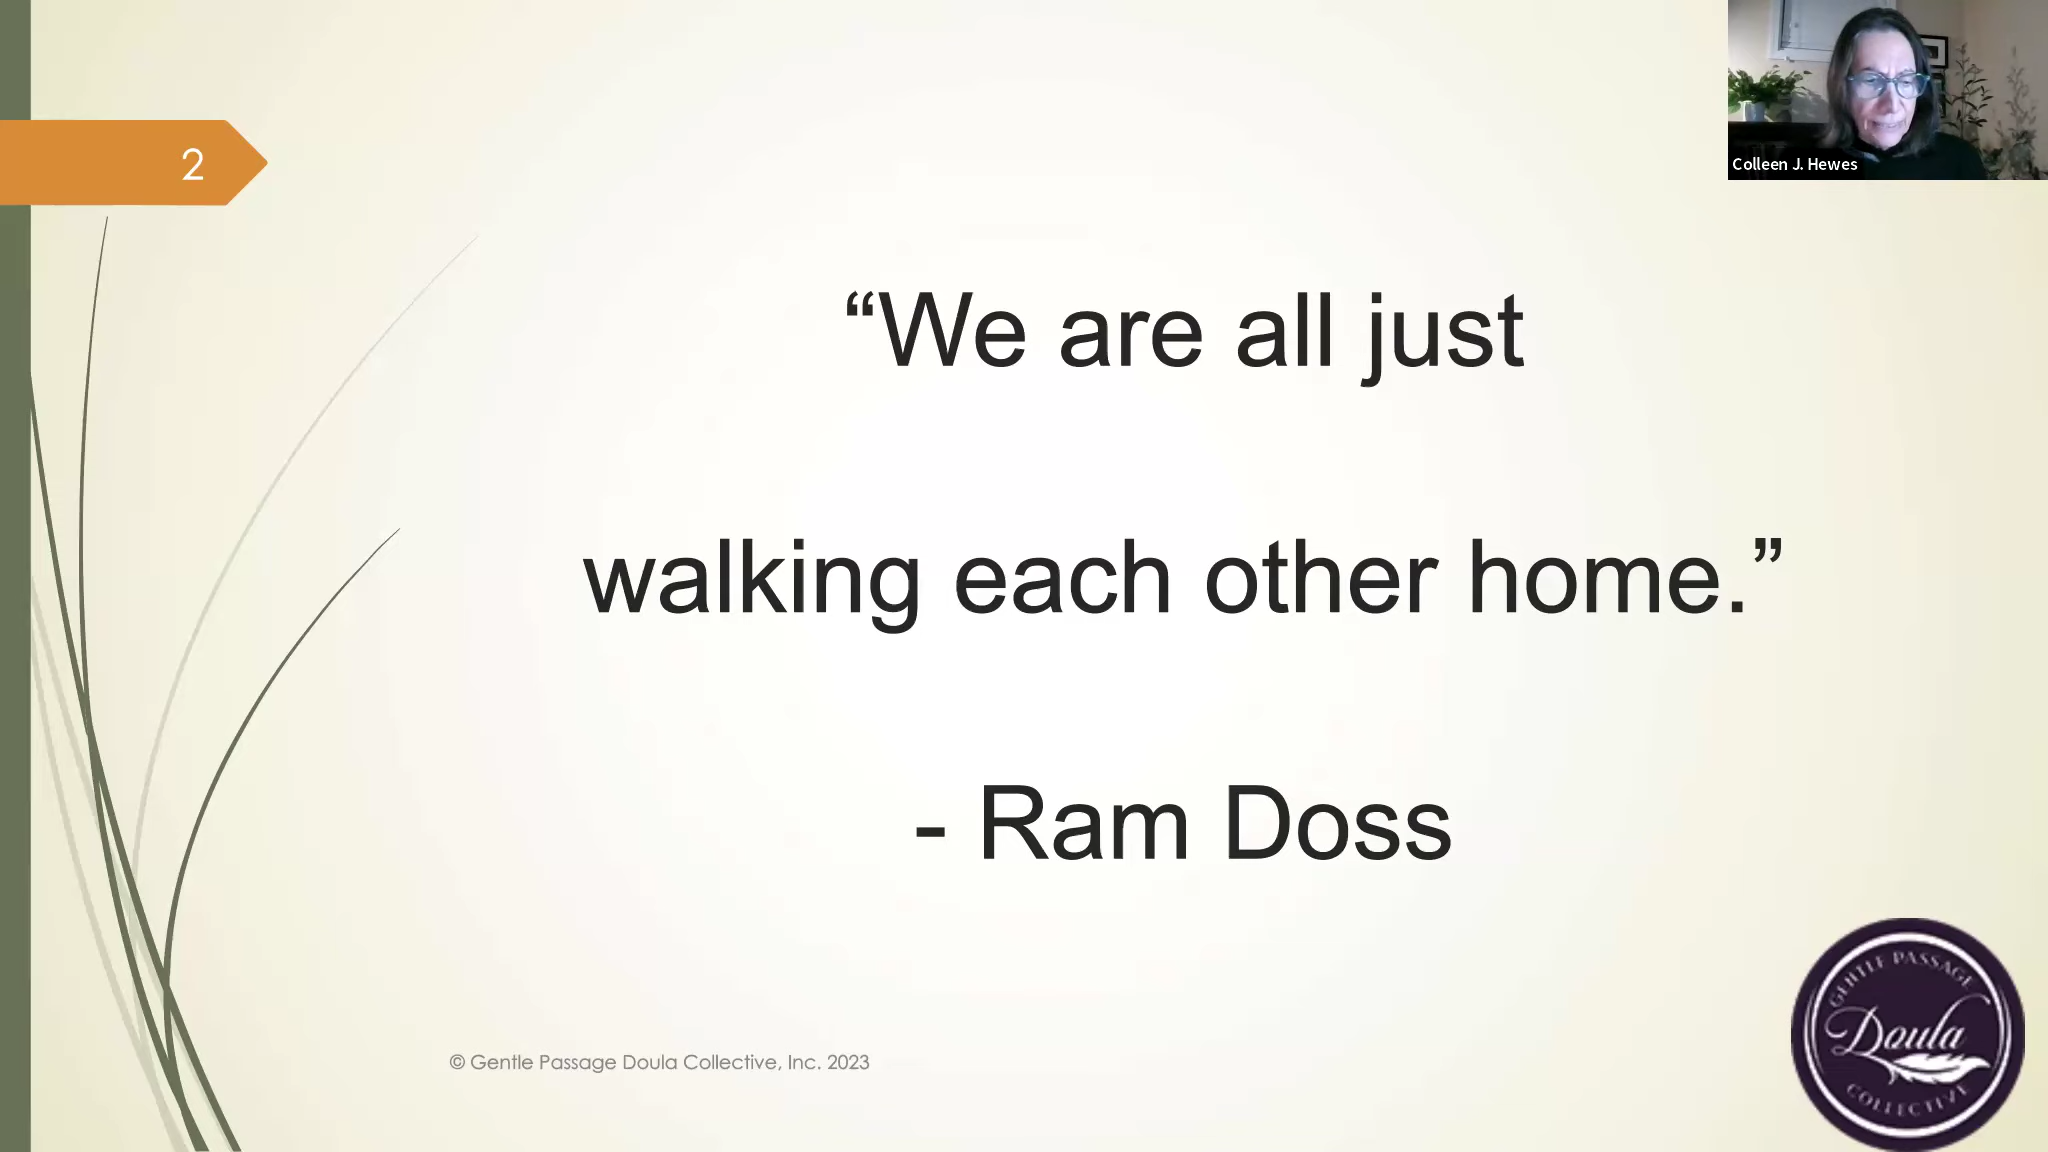 2
Colleen J. Hewes
“We are all just
walking each other home.”
- Ram Doss
© Gentle Passage Doula Collective, Inc. 2023
GENTLE PASSAGE
Doula
COLLECTIVE